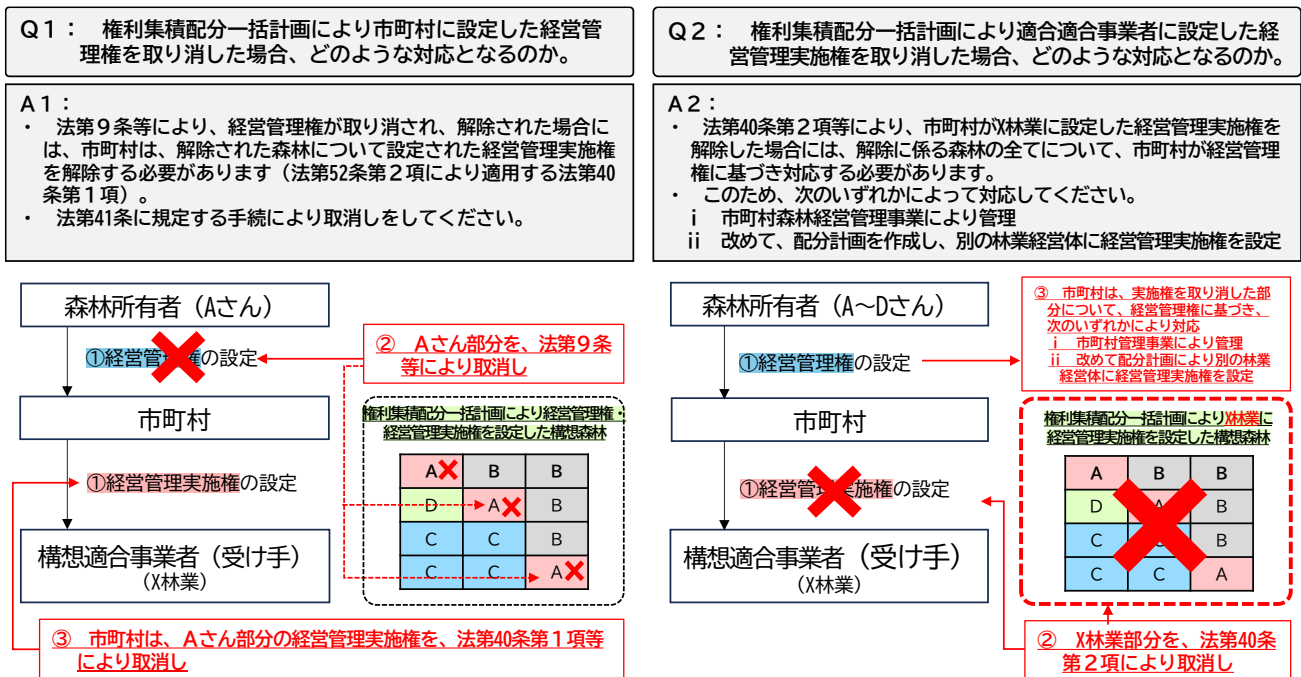 Q1: 権利集積配分一括計画により市町村に設定した経営管
理権を取り消した場合、どのような対応となるのか。
A1:
・ 法第9条等により、経営管理権が取り消され、解除された場合に
は、市町村は、解除された森林について設定された経営管理実施権
を解除する必要があります（法第52条第2項により適用する法第40
条第1項）。
・ 法第41条に規定する手続により取消しをしてください。
森林所有者（Aさん）
①経営管理権の設定
② Aさん部分を、法第9条
等により取消し
市町村
①経営管理実施権の設定
構想適合事業者（受け手）
(X林業)
権利集積配分一括計画により経営管理権・
経営管理実施権を設定した構想森林
A B B
D A B
C C B
C C A
③ 市町村は、Aさん部分の経営管理実施権を、法第40条第1項等
により取消し
Q2: 権利集積配分一括計画により適合適合事業者に設定した経
営管理実施権を取り消した場合、どのような対応となるのか。
A2:
・ 法第40条第2項等により、市町村がX林業に設定した経営管理実施権を
解除した場合には、解除に係る森林の全てについて、市町村が経営管理
権に基づき対応する必要があります。
・ このため、次のいずれかによって対応してください。
ⅰ 市町村森林経営管理事業により管理
ⅱ 改めて、配分計画を作成し、別の林業経営体に経営管理実施権を設定
森林所有者（A～Dさん）
①経営管理権の設定
③ 市町村は、実施権を取り消した部
分について、経営管理権に基づき、
次のいずれかにより対応
ⅰ 市町村管理事業により管理
ⅱ 改めて配分計画により別の林業
経営体に経営管理実施権を設定
市町村
①経営管理実施権の設定
構想適合事業者（受け手）
(X林業)
権利集積配分一括計画によりX林業に
経営管理実施権を設定した構想森林
A B B
D A B
C B
C C A
② X林業部分を、法第40条
第2項により取消し